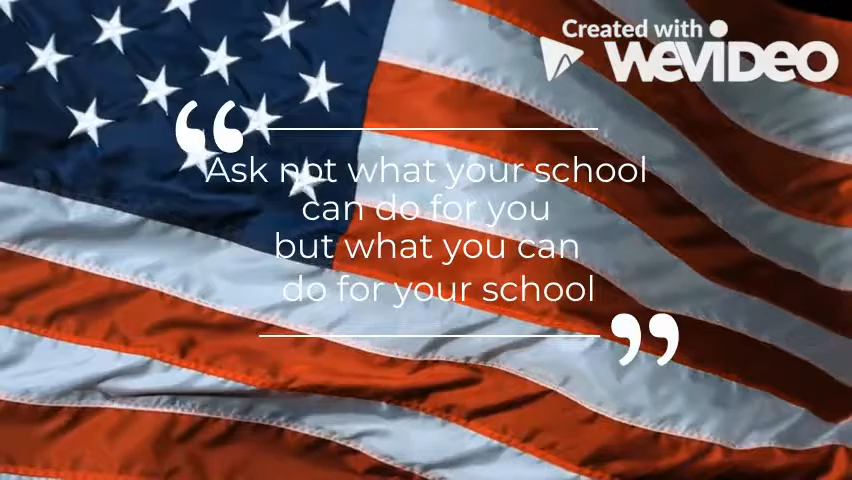 Created with
WEVIDEO
“
Ask not what your school
can do for you
but what you can
do for your school
”